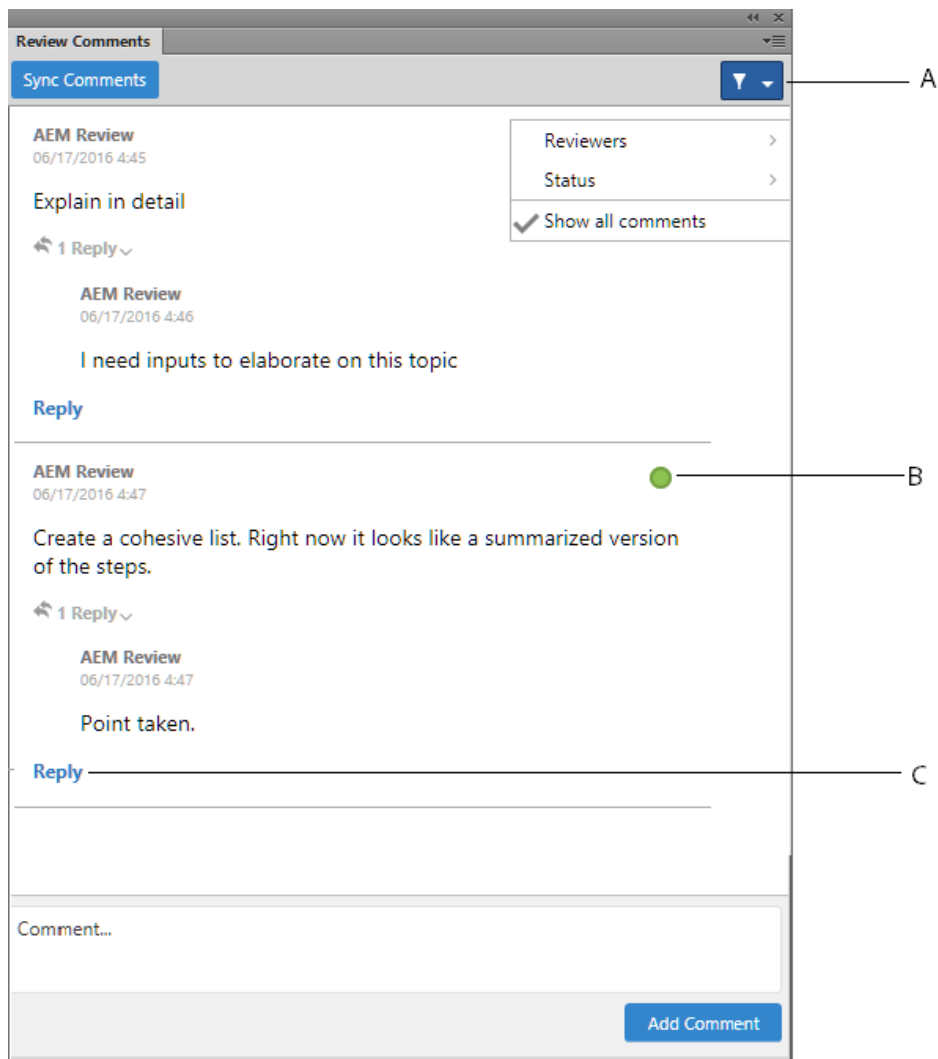 Review Comments
Sync Comments
A
AEM Review
06/17/2016 4:45
Reviewers
Status
Show all comments
Explain in detail
1 Reply
AEM Review
06/17/2016 4:46
I need inputs to elaborate on this topic
Reply
AEM Review
06/17/2016 4:47
B
Create a cohesive list. Right now it looks like a summarized version
of the steps.
1 Reply
AEM Review
06/17/2016 4:47
Point taken.
Reply
C
Comment...
Add Comment